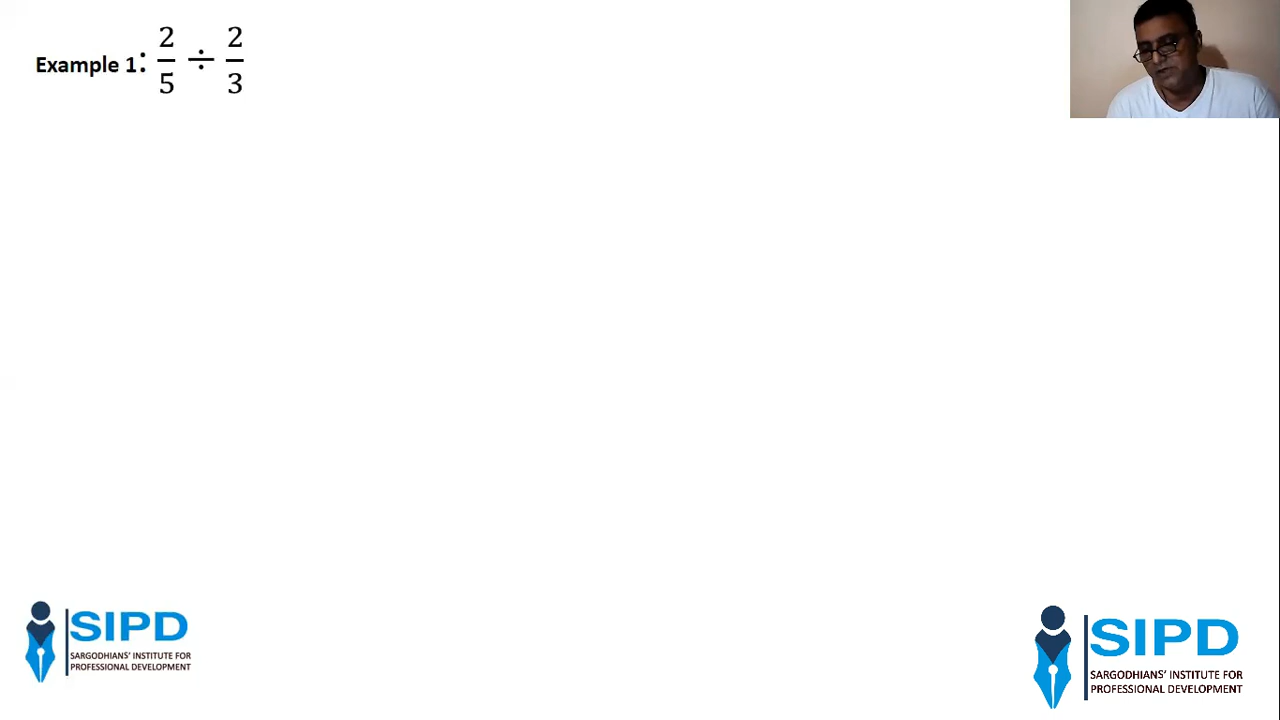 Example 1: 2/5 ÷ 2/3
SIPD
SARGODHIANS' INSTITUTE FOR
PROFESSIONAL DEVELOPMENT
SIPD
SARGODHIANS' INSTITUTE FOR
PROFESSIONAL DEVELOPMENT